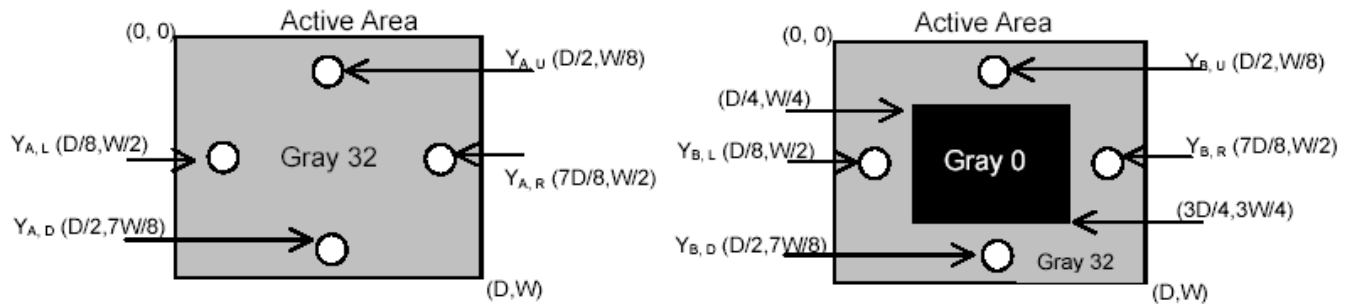 Active Area
(0, 0)
Y_A, U (D/2,W/8)
Y_A, L (D/8,W/2)
Gray 32
Y_A, R (7D/8,W/2)
Y_A, D (D/2,7W/8)
(D,W)
Active Area
(0, 0)
Y_B, U (D/2,W/8)
(D/4,W/4)
Y_B, L (D/8,W/2)
Gray 0
Y_B, R (7D/8,W/2)
(3D/4,3W/4)
Y_B, D (D/2,7W/8)
Gray 32
(D,W)